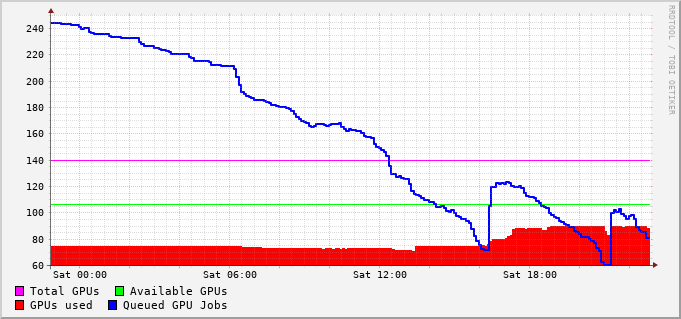 240
220
200
180
160
140
120
100
80
60
Sat 00:00 Sat 06:00 Sat 12:00 Sat 18:00
Total GPUs Available GPUs
GPUs used Queued GPU Jobs
RRDTOOL / TOBI OETIKER